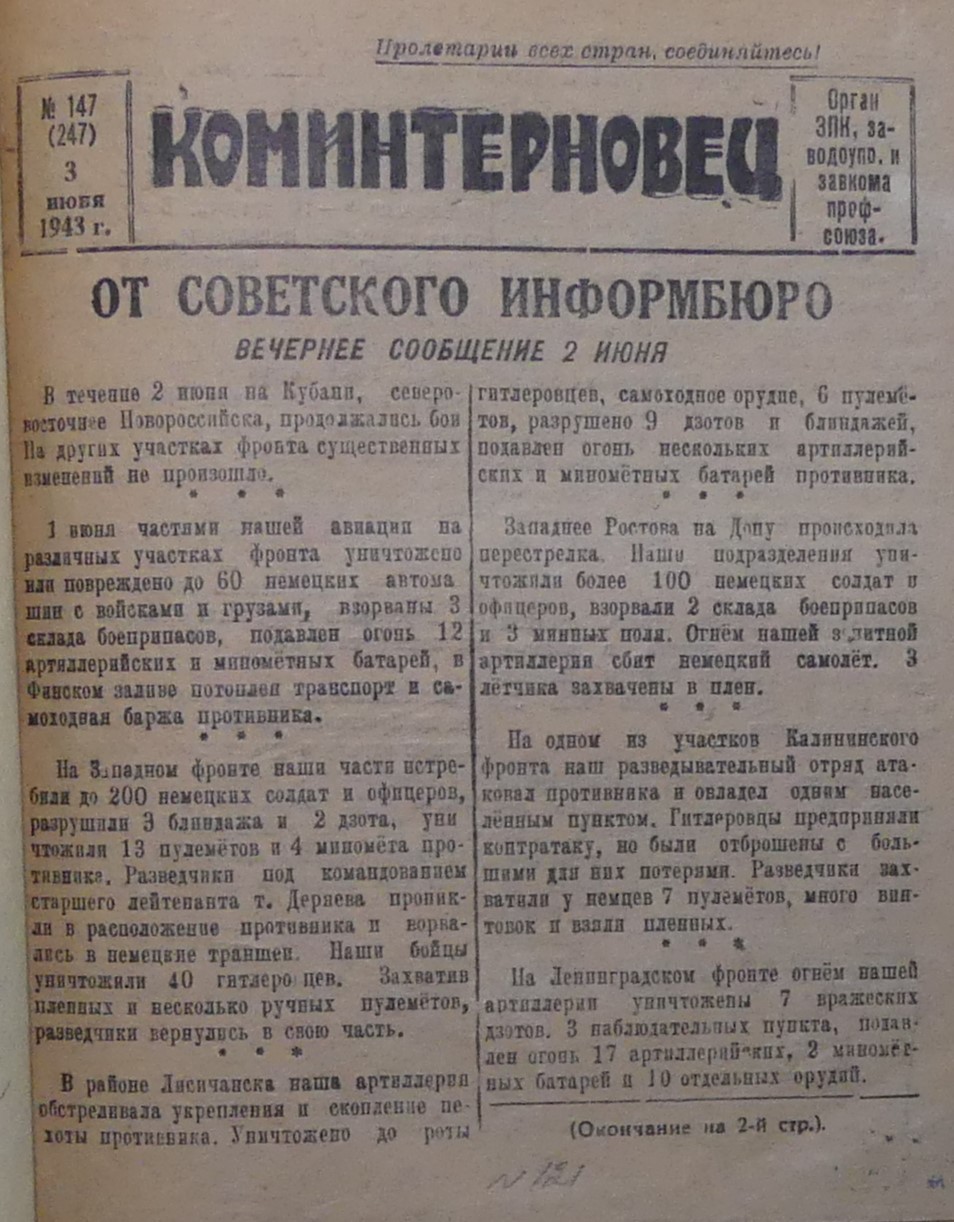 Пролетарии всех стран, соединяйтесь!
№ 147
(247)
3
июня
1943 г.
КОМИНТЕРНОВЕЦ
Орган
ЗПК, за-
водоупр. и
завкома
проф-
союза.
ОТ СОВЕТСКОГО ИНФОРМБЮРО
ВЕЧЕРНЕЕ СООБЩЕНИЕ 2 ИЮНЯ
В течение 2 июня на Кубани, северо-
восточнее Новороссийска, продолжались бои
На других участках фронта существенных
изменений не произошло.
* * *
1 июня частями нашей авиации на
различных участках фронта уничтожено
или повреждено до 60 немецких автома
шин с войсками и грузами, взорваны 3
склада боеприпасов, подавлен огонь 12
артиллерийских и миномётных батарей, в
Финском заливе потоплен транспорт и са-
моходная баржа противника.
* * *
На Западном фронте наши части истре-
били до 200 немецких солдат и офицеров,
разрушили 3 блиндажа и 2 дзота, уни
чтожили 13 пулемётов и 4 миномёта про-
тивника. Разведчики под командованием
старшего лейтенанта т. Деряева проник-
ли в расположение противника и ворва-
лись в немецкие траншеи. Наши бойцы
уничтожили 40 гитлеровцев. Захватив
пленных и несколько ручных пулемётов,
разведчики вернулись в свою часть.
* * *
В районе Лисичанска наша артиллерия
обстреливала укрепления и скопление пе-
хоты противника. Уничтожено до роты
гитлеровцев, самоходное орудие, 6 пулемё-
тов, разрушено 9 дзотов и блиндажей,
подавлен огонь нескольких артиллерий-
ских и миномётных батарей противника.
* * *
Западнее Ростова на Дону происходила
перестрелка. Наши подразделения уни-
чтожили более 100 немецких солдат и
офицеров, взорвали 2 склада боеприпасов
и 3 минных поля. Огнём нашей зенитной
артиллерии сбит немецкий самолёт. 3
лётчика захвачены в плен.
* * *
На одном из участков Калининского
фронта наш разведывательный отряд ата-
ковал противника и овладел одним насе-
лённым пунктом. Гитлеровцы предприняли
контратаку, но были отброшены с боль-
шими для них потерями. Разведчики зах-
ватили у немцев 7 пулемётов, много вин-
товок и взяли пленных.
* * *
На Ленинградском фронте огнём нашей
артиллерии уничтожены 7 вражеских
дзотов. 3 наблюдательных пункта, подав-
лен огонь 17 артиллерийских, 2 миномёт-
ных батарей и 10 отдельных орудий.
(Окончание на 2-й стр.).
№ 121